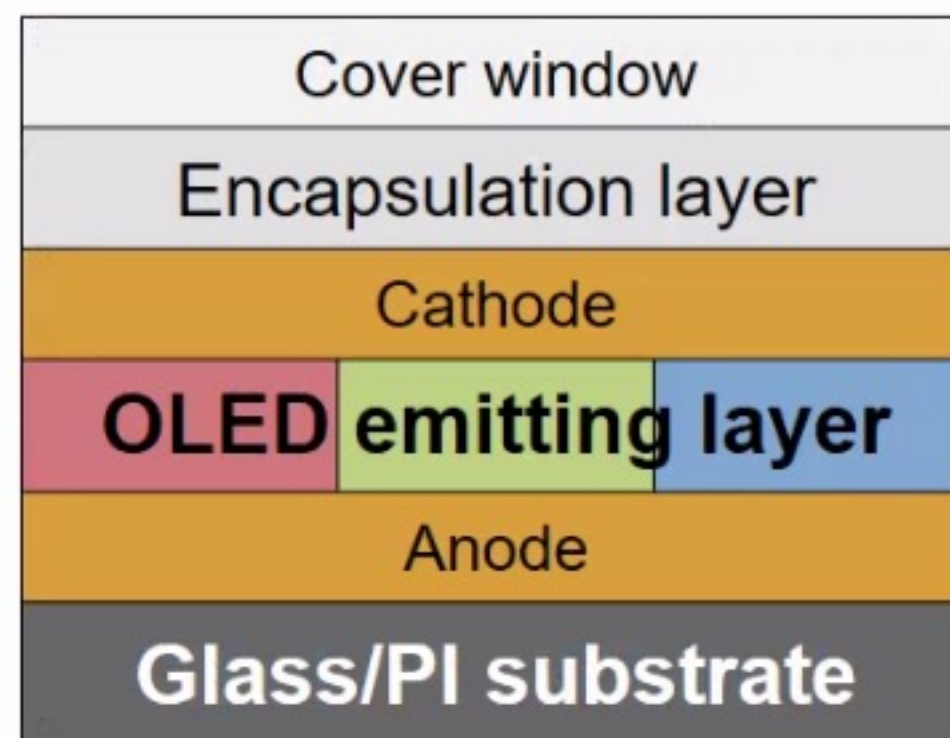 Cover window
Encapsulation layer
Cathode
OLED emitting layer
Anode
Glass/PI substrate